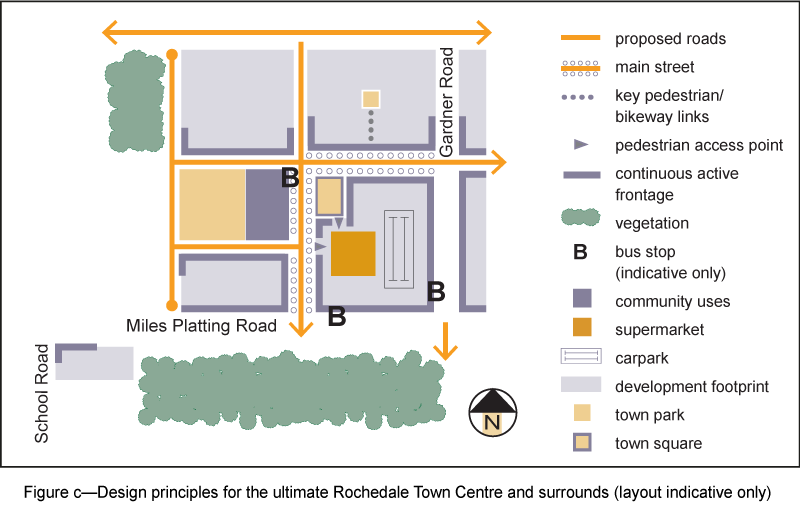 Gardner Road
B
B
B
Miles Platting Road
School Road
N
proposed roads
main street
key pedestrian/
bikeway links
pedestrian access point
continuous active
frontage
vegetation
B
bus stop
(indicative only)
community uses
supermarket
carpark
development footprint
town park
town square
Figure c—Design principles for the ultimate Rochedale Town Centre and surrounds (layout indicative only)